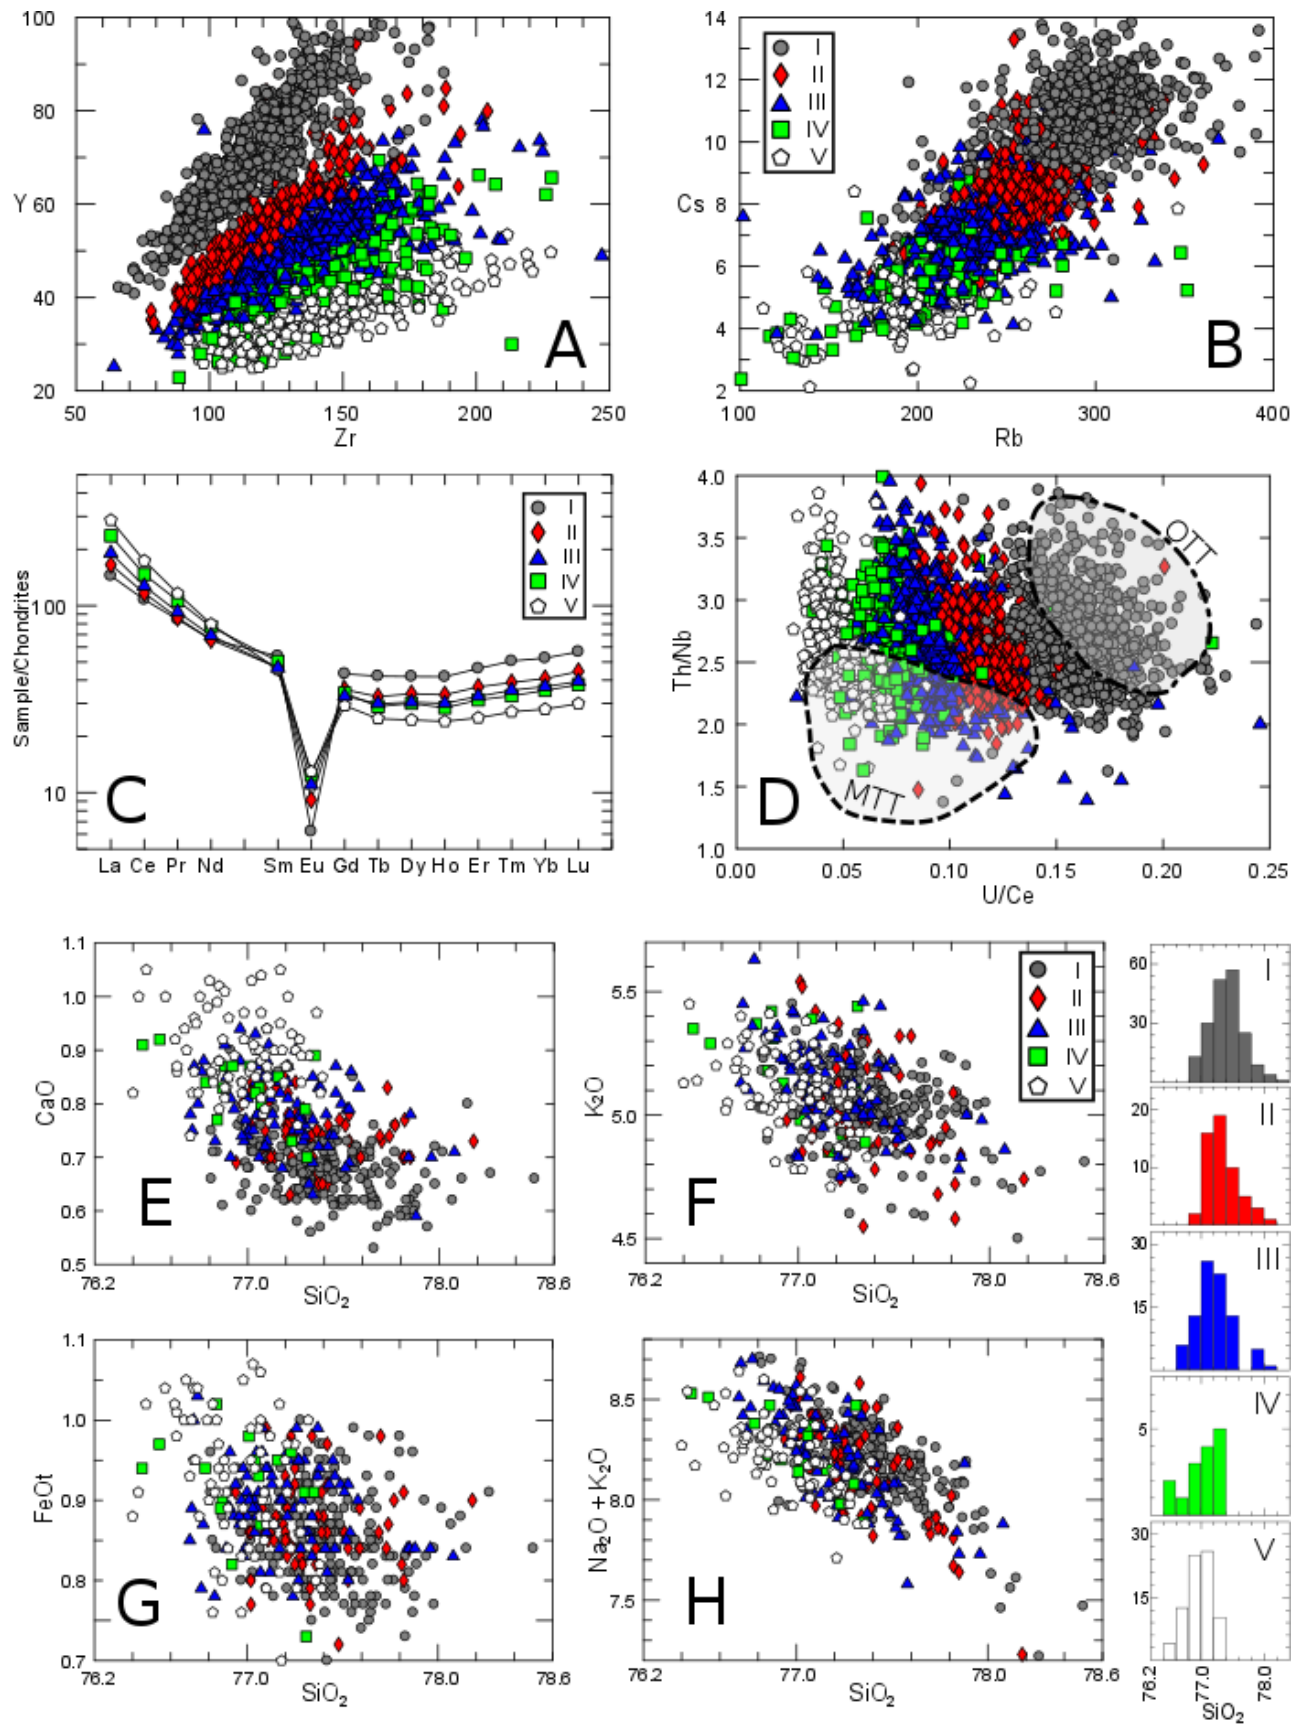 100
80
Y 60
40
20
50 100 150 200 250
Zr
A
14
12
10
Cs 8
6
4
2
100 200 300 400
Rb
B
I
II
III
IV
V
Sample/Chondrites
100
10
La Ce Pr Nd Sm Eu Gd Tb Dy Ho Er Tm Yb Lu
C
I
II
III
IV
V
Th/Nb
4.0
3.5
3.0
2.5
2.0
1.5
1.0
0.00 0.05 0.10 0.15 0.20 0.25
U/Ce
D
OTT
MTT
CaO
1.1
1.0
0.9
0.8
0.7
0.6
0.5
76.2 77.0 78.0 78.6
SiO₂
E
K₂O
5.5
5.0
4.5
76.2 77.0 78.0 78.6
SiO₂
F
I
II
III
IV
V
FeOt
1.1
1.0
0.9
0.8
0.7
76.2 77.0 78.0 78.6
SiO₂
G
Na₂O + K₂O
8.5
8.0
7.5
76.2 77.0 78.0 78.6
SiO₂
H
60
30
I
20
10
II
30
15
III
5
IV
30
15
V
76.2 77.0 78.0
SiO₂